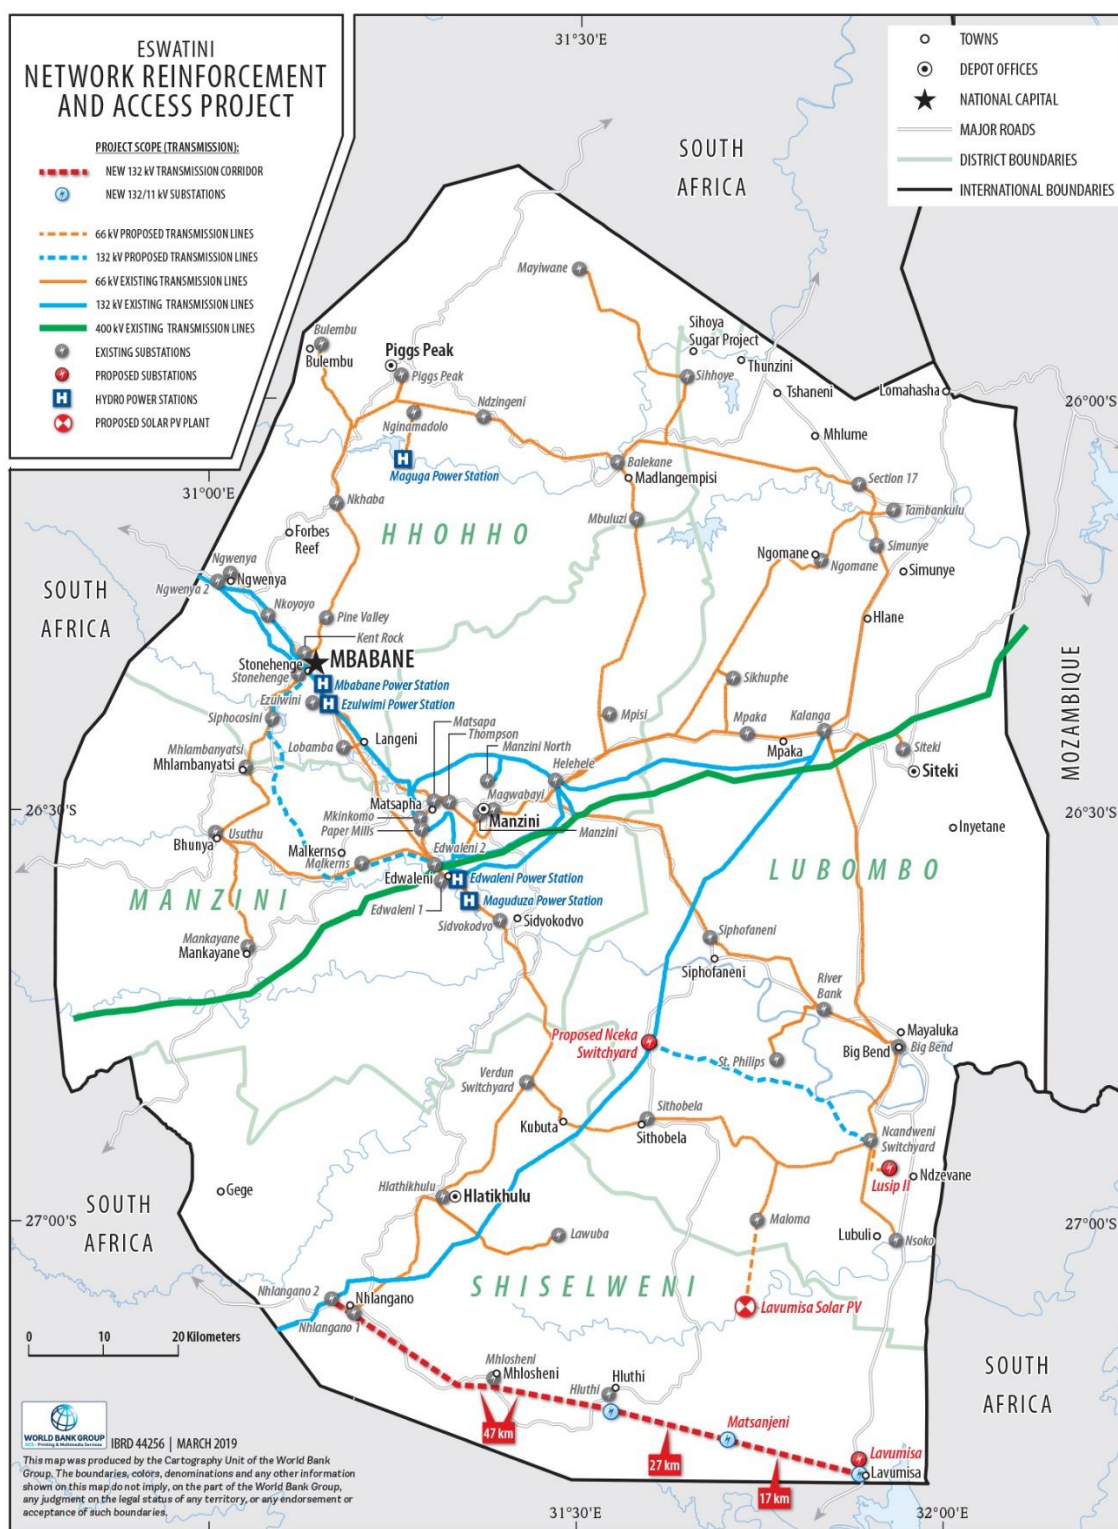 ESWATINI
NETWORK REINFORCEMENT
AND ACCESS PROJECT
PROJECT SCOPE (TRANSMISSION):
NEW 132 kV TRANSMISSION CORRIDOR
NEW 132/11 kV SUBSTATIONS
66 kV PROPOSED TRANSMISSION LINES
132 kV PROPOSED TRANSMISSION LINES
66 kV EXISTING TRANSMISSION LINES
132 kV EXISTING TRANSMISSION LINES
400 kV EXISTING TRANSMISSION LINES
EXISTING SUBSTATIONS
PROPOSED SUBSTATIONS
H HYDRO POWER STATIONS
PROPOSED SOLAR PV PLANT
TOWNS
DEPOT OFFICES
NATIONAL CAPITAL
MAJOR ROADS
DISTRICT BOUNDARIES
INTERNATIONAL BOUNDARIES
31°30'E
SOUTH
AFRICA
Mayiwane
Sihoya
Sugar Project
Bulembu
Bulembu
Piggs Peak
Piggs Peak
Thunzini
Sihhoye
Tshaneni
Lomahasha
26°00'S
Ndzingeni
Nginamadolo
Mhlume
H
Maguga Power Station
Balekane
Madlangempisi
Section 17
31°00'E
Nkhaba
Tambankulu
Mbuluzi
Forbes
Reef
HHOHHO
Simunye
Ngomane
Ngomane
Simunye
Ngwenya
Ngwenya
Ngwenya 2
SOUTH
AFRICA
Nkoyoyo
Pine Valley
Hlane
Kent Rock
MBABANE
Stonehenge
Stonehenge
H Mbabane Power Station
H Ezulwimi Power Station
Ezulwini
Siphocosini
Sikhuphe
MOZAMBIQUE
Matsapa
Thompson
Mpisi
Mpaka
Kalanga
Langeni
Lobamba
Manzini North
Mpaka
Siteki
Mhlambanyatsi
Mhlambanyatsi
Helehele
Siteki
Matsapha
Magwabayi
26°30'S
26°30'S
Mkinkomo
Manzini
Paper Mills
Manzini
Inyetane
Usuthu
Bhunya
Malkerns
Malkerns
Edwaleni 2
Edwaleni
H Edwaleni Power Station
LUBOMBO
MANZINI
Edwaleni 1
H Maguduza Power Station
Sidvokodvo
Sidvokodvo
Mankayane
Mankayane
Siphofaneni
Siphofaneni
River
Bank
Proposed Nceka
Switchyard
Mayaluka
Big Bend
Big Bend
St. Philips
Verdun
Switchyard
Kubuta
Sithobela
Sithobela
Ncandweni
Switchyard
Lusip II
Ndzevane
Gege
Hlathikhulu
Hlatikhulu
SOUTH
AFRICA
27°00'S
27°00'S
Lawuba
Maloma
Lubuli
Nsoko
SHISELWENI
Nhlangano 2
Nhlangano
Nhlangano 1
Lavumisa Solar PV
0 10 20 Kilometers
Mhlosheni
Mhlosheni
Hluthi
Hluthi
SOUTH
AFRICA
47 km
Matsanjeni
27 km
Lavumisa
Lavumisa
17 km
WORLD BANK GROUP
GCS - Printing & Multimedia Services
IBRD 44256 | MARCH 2019
This map was produced by the Cartography Unit of the World Bank
Group. The boundaries, colors, denominations and any other information
shown on this map do not imply, on the part of the World Bank Group,
any judgment on the legal status of any territory, or any endorsement or
acceptance of such boundaries.
31°30'E
32°00'E